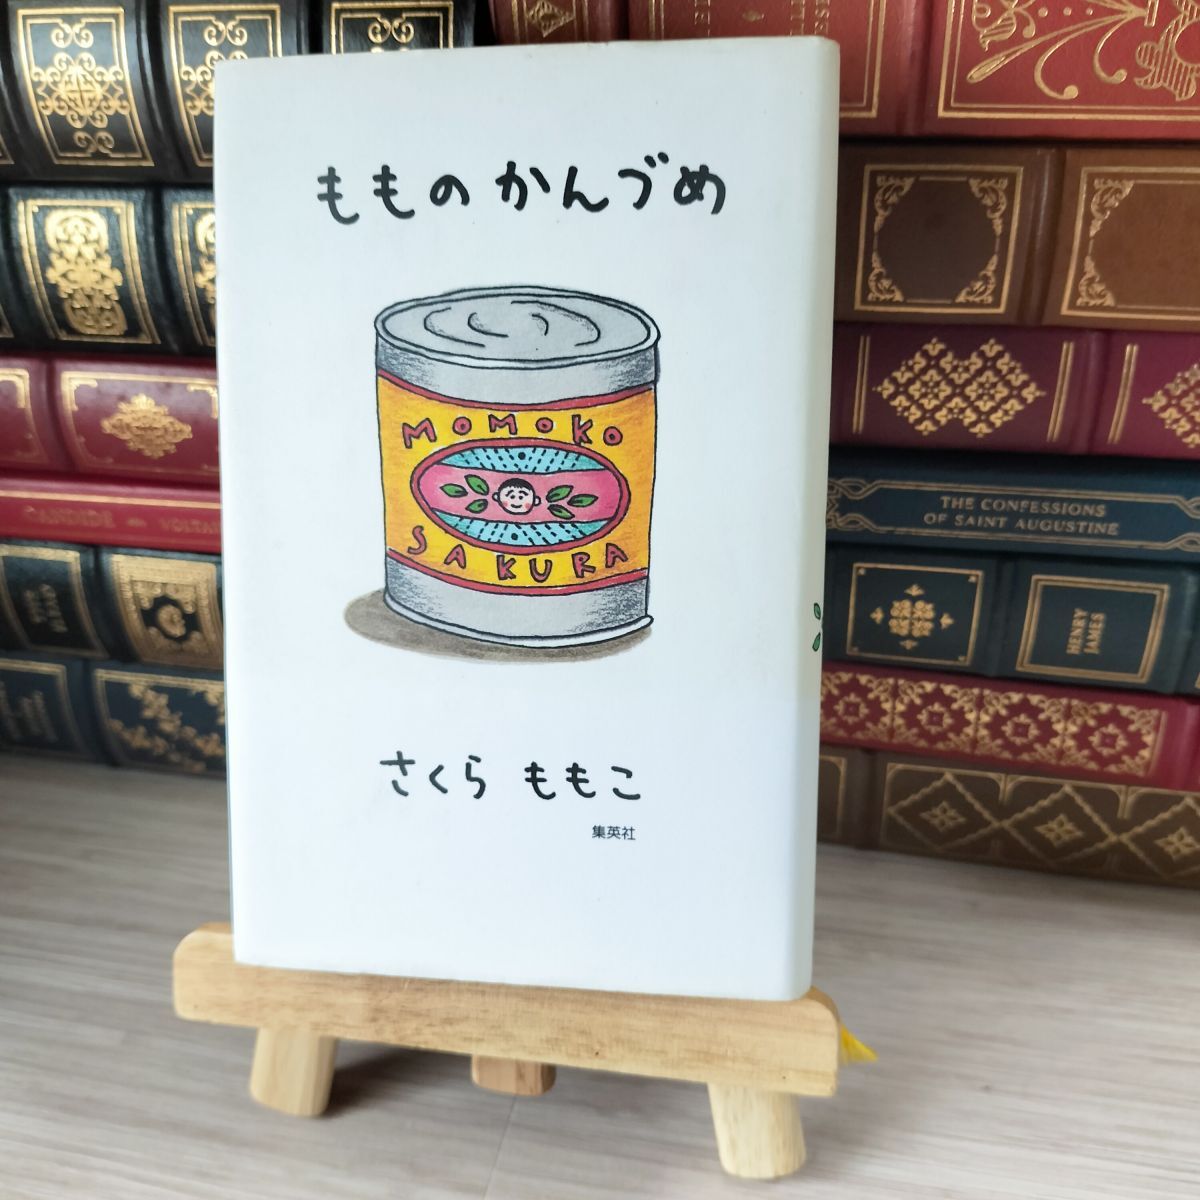 もものかんづめ
MOMOKO
SAKURA
さくら ももこ
集英社
THE CONFESSIONS
OF SAINT AUGUSTINE
HENRY
JAMES
CANDIDE